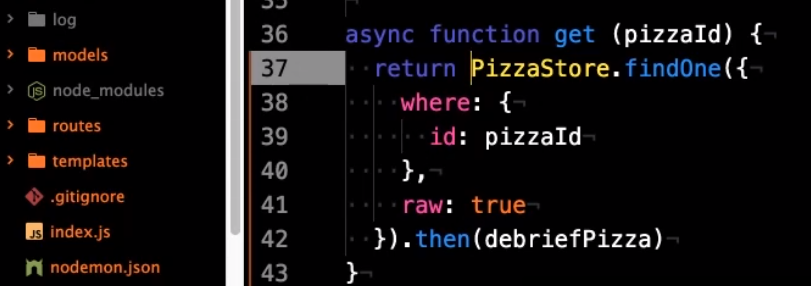 log
models
node_modules
routes
templates
.gitignore
index.js
nodemon.json
35
36 async function get (pizzaId) {
37 return PizzaStore.findOne({
38 where: {
39 id: pizzaId
40 },
41 raw: true
42 }).then(debriefPizza)
43 }